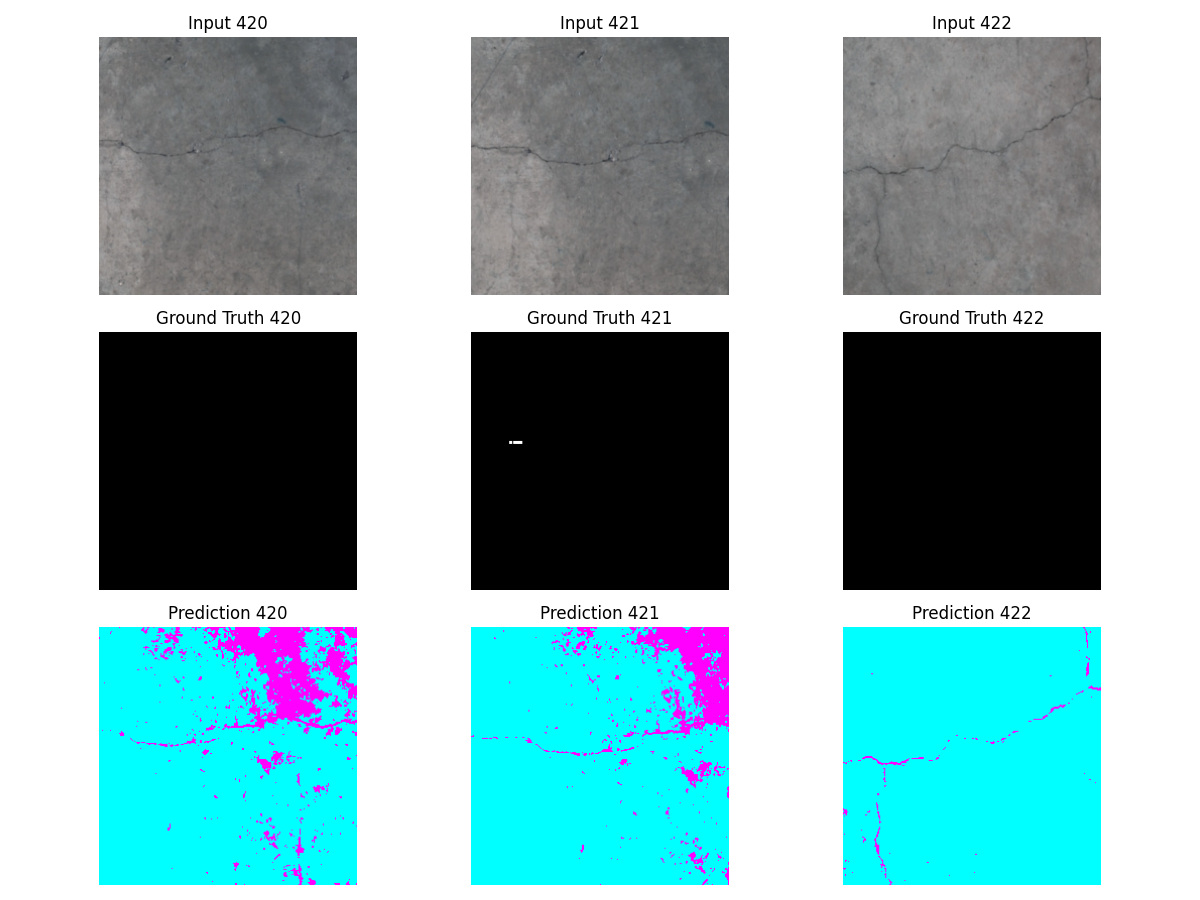 Input 420
Input 421
Input 422
Ground Truth 420
Ground Truth 421
Ground Truth 422
Prediction 420
Prediction 421
Prediction 422